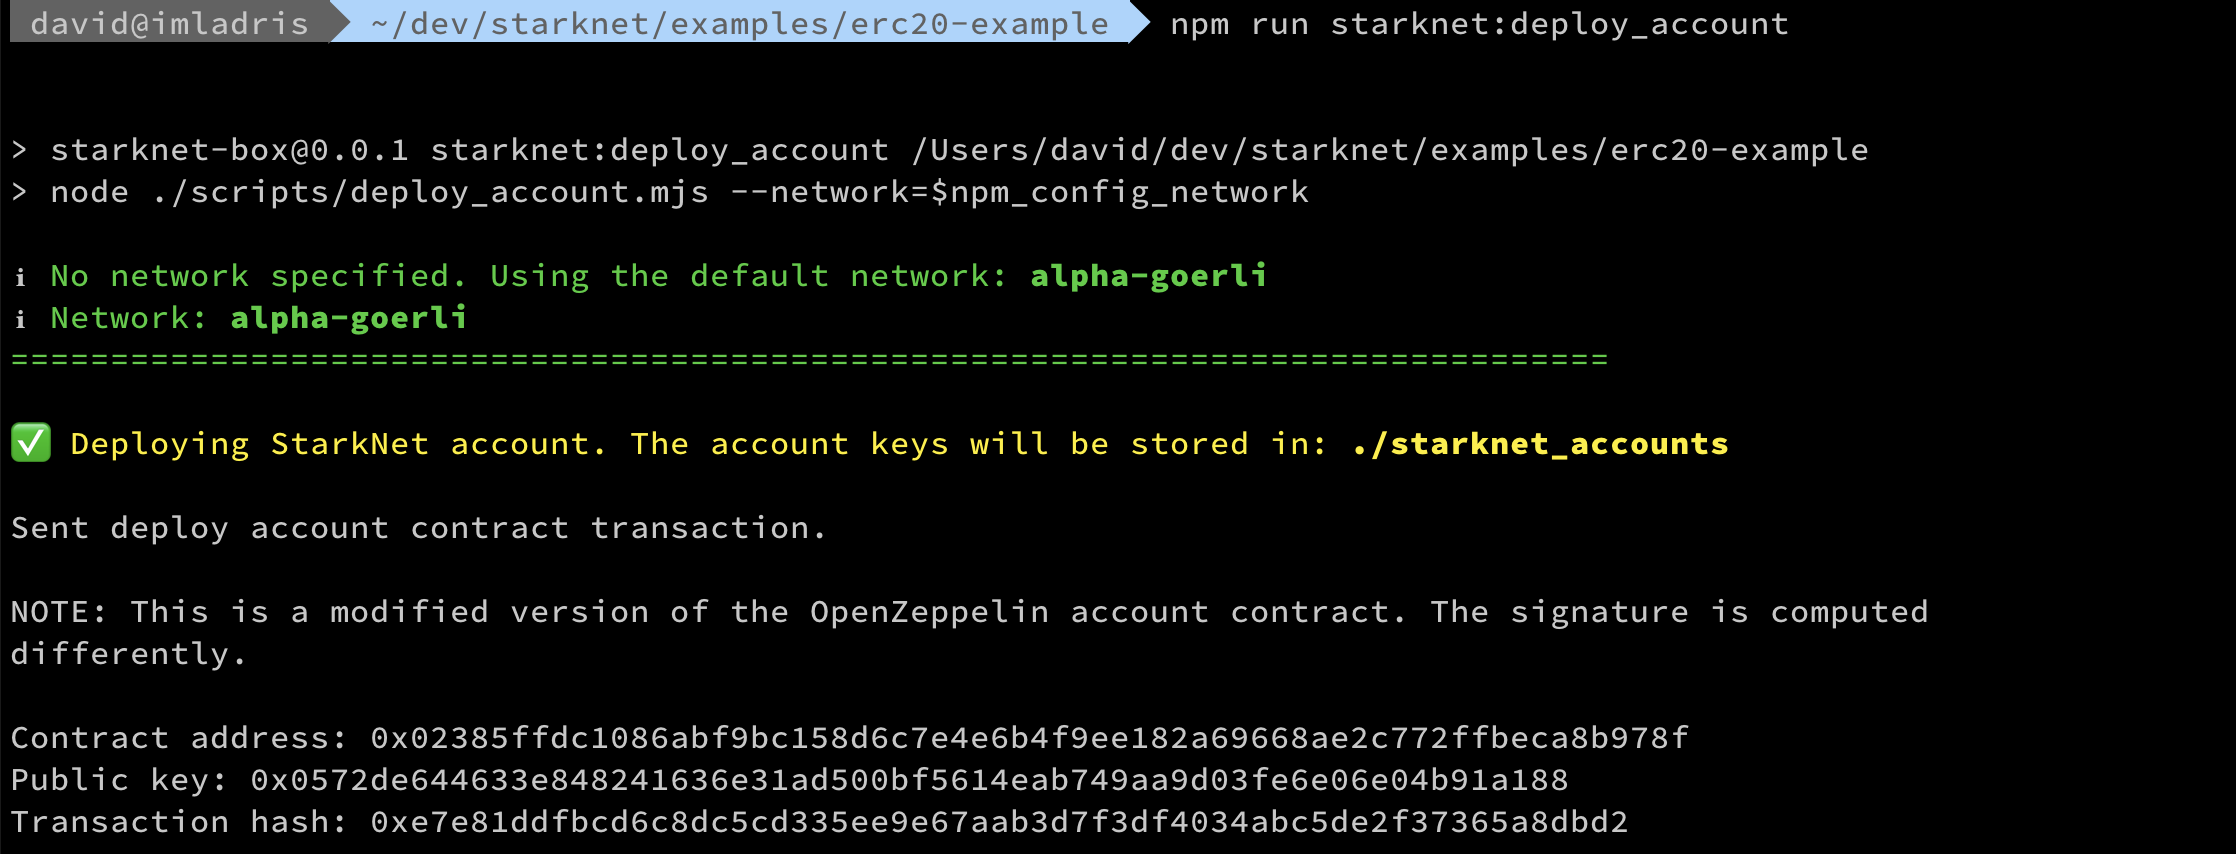 david@imladris ~/dev/starknet/examples/erc20-example npm run starknet:deploy_account
> starknet-box@0.0.1 starknet:deploy_account /Users/david/dev/starknet/examples/erc20-example
> node ./scripts/deploy_account.mjs --network=$npm_config_network
ℹ No network specified. Using the default network: alpha-goerli
ℹ Network: alpha-goerli
================================================================================
✅ Deploying StarkNet account. The account keys will be stored in: ./starknet_accounts
Sent deploy account contract transaction.
NOTE: This is a modified version of the OpenZeppelin account contract. The signature is computed
differently.
Contract address: 0x02385ffdc1086abf9bc158d6c7e4e6b4f9ee182a69668ae2c772ffbeca8b978f
Public key: 0x0572de644633e848241636e31ad500bf5614eab749aa9d03fe6e06e04b91a188
Transaction hash: 0xe7e81ddfbcd6c8dc5cd335ee9e67aab3d7f3df4034abc5de2f37365a8dbd2